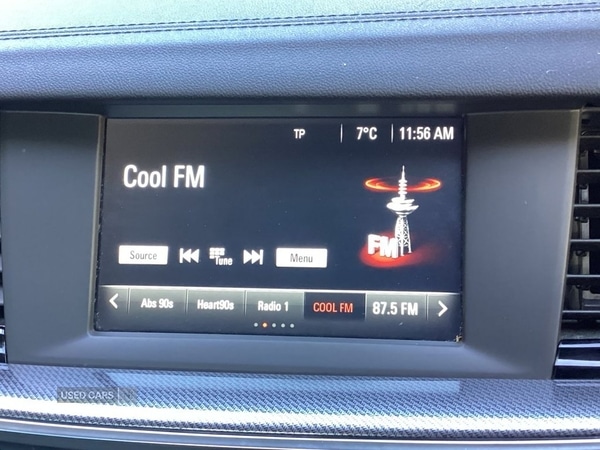 TP 7°C 11:56 AM
Cool FM
FM
Source Tune Menu
Abs 90s Heart90s Radio 1 COOL FM 87.5 FM
USED CARS